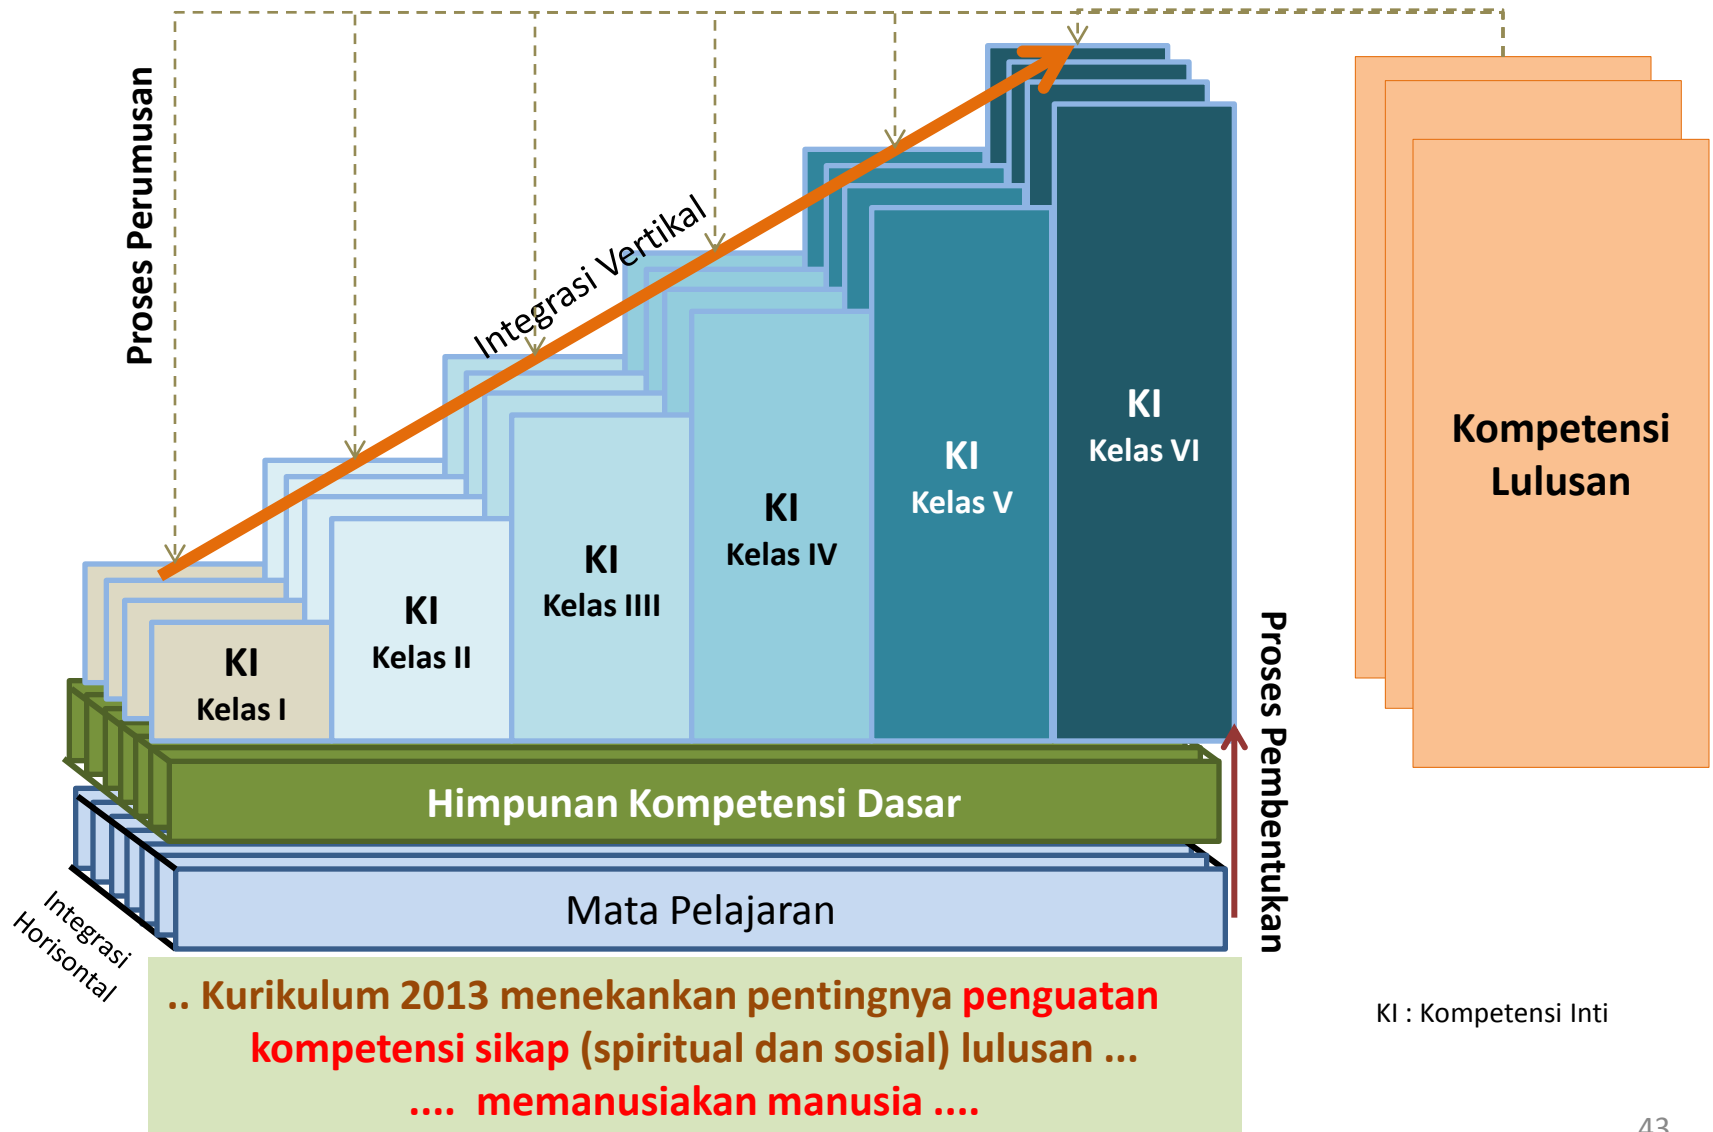 Proses Perumusan
Integrasi Vertikal
KI
Kelas I
KI
Kelas II
KI
Kelas IIII
KI
Kelas IV
KI
Kelas V
KI
Kelas VI
Kompetensi
Lulusan
Proses Pembentukan
Himpunan Kompetensi Dasar
Mata Pelajaran
Integrasi
Horisontal
.. Kurikulum 2013 menekankan pentingnya penguatan
kompetensi sikap (spiritual dan sosial) lulusan ...
.... memanusiakan manusia ....
KI : Kompetensi Inti
43